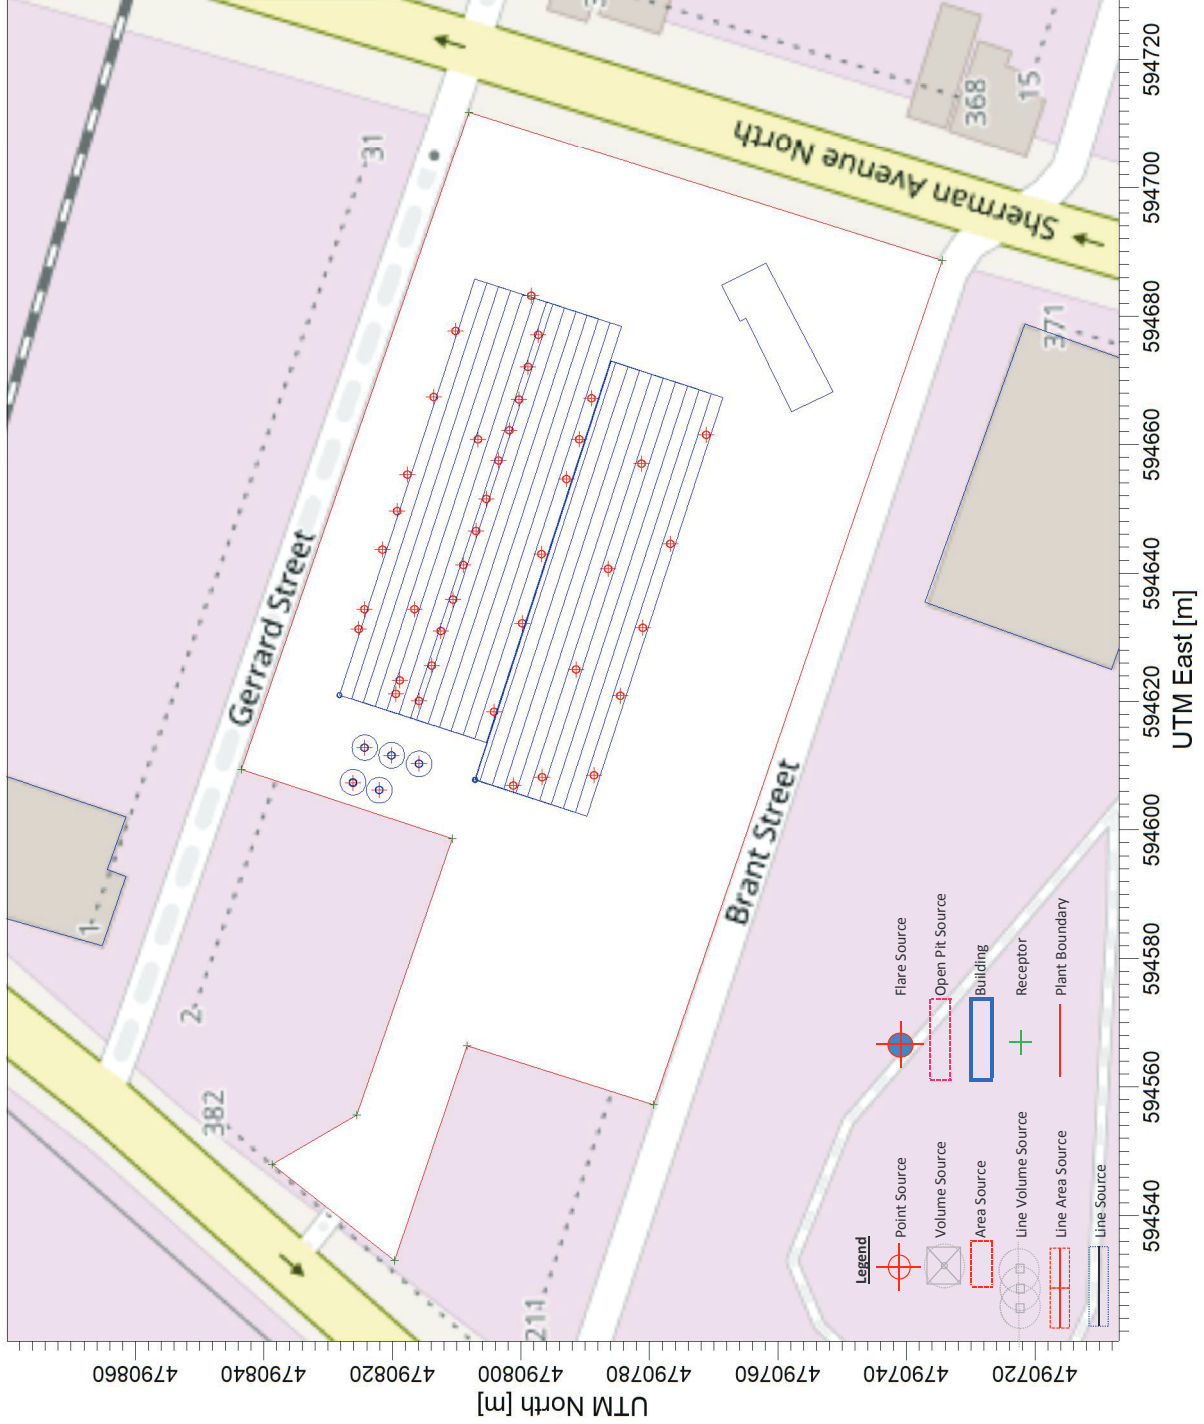 Gerrard Street
Brant Street
Sherman Avenue North
31
2
1
382
211
371
368
15
Legend
Point Source
Volume Source
Area Source
Line Volume Source
Line Area Source
Line Source
Flare Source
Open Pit Source
Building
Receptor
Plant Boundary
UTM East [m]
594540
594560
594580
594600
594620
594640
594660
594680
594700
594720
UTM North [m]
4790860
4790840
4790820
4790800
4790780
4790760
4790740
4790720